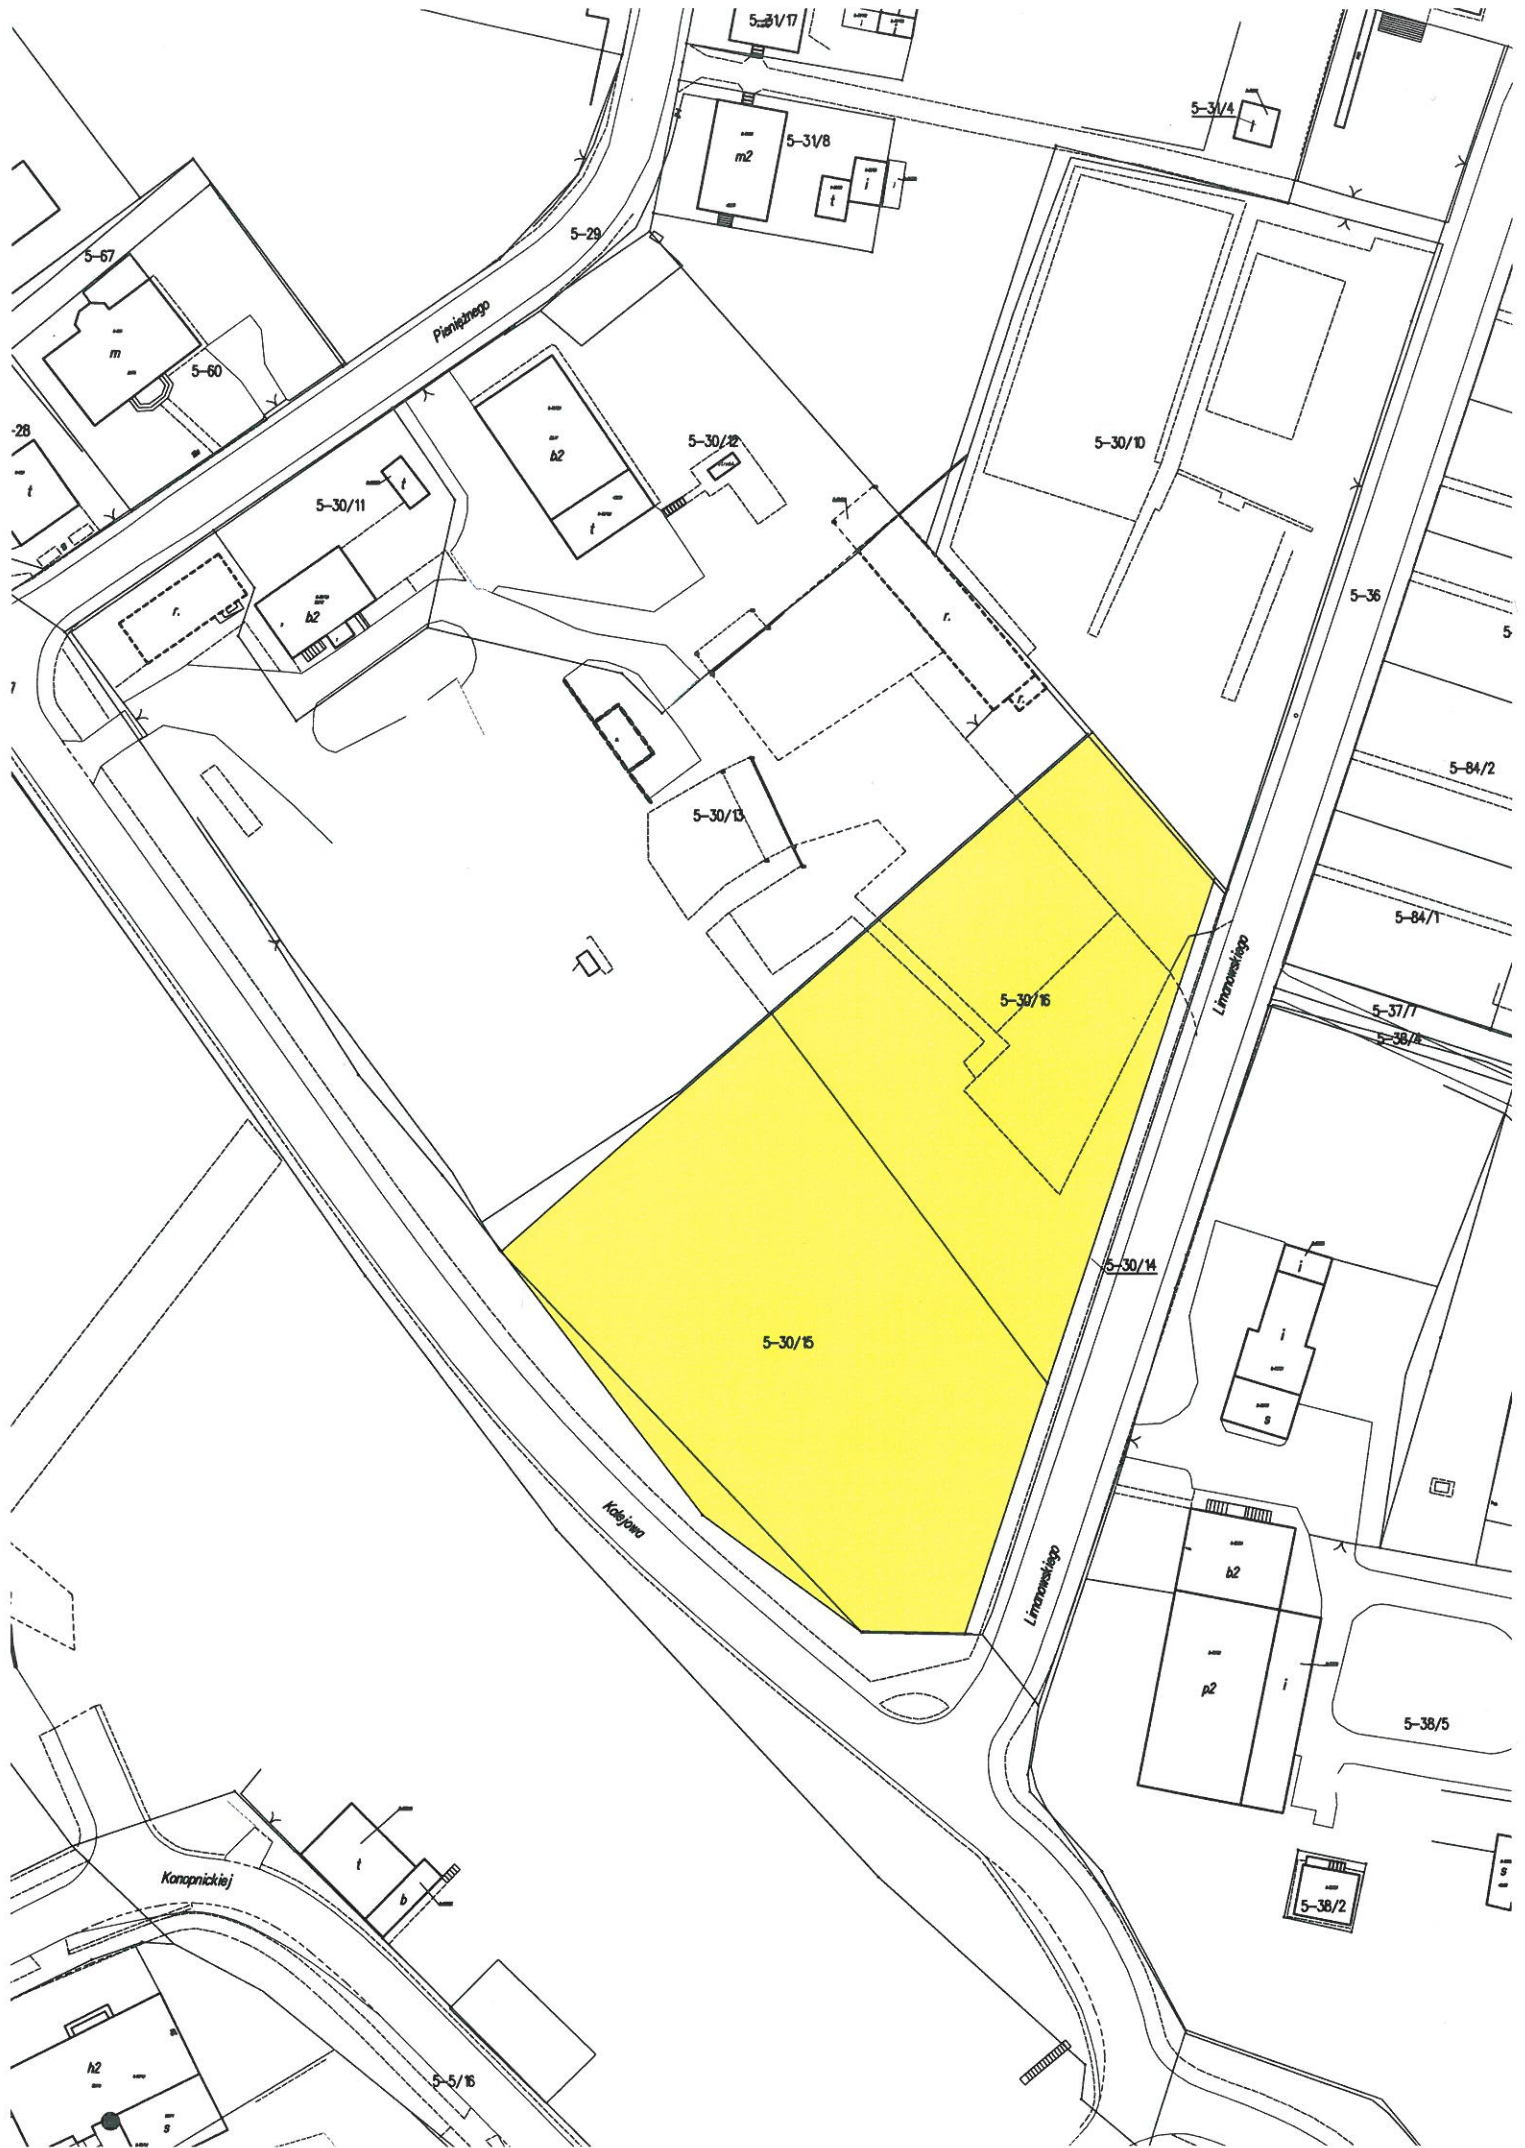 5-31/17
5-31/4
5-31/8
m2
i
t
t
5-29
5-67
Pieniężnego
m
5-60
5-30/10
-28
b2
5-30/12
t
t
5-30/11
t
r.
b2
r.
5-36
r.
5-84/2
5-30/13
5-84/1
Limanowskiego
5-30/16
5-37/7
5-38/4
5-30/14
i
i
5-30/15
s
Kolejowa
Limanowskiego
b2
p2
i
5-38/5
t
Konopnickiej
b
s
5-38/2
h2
5-5/16
s